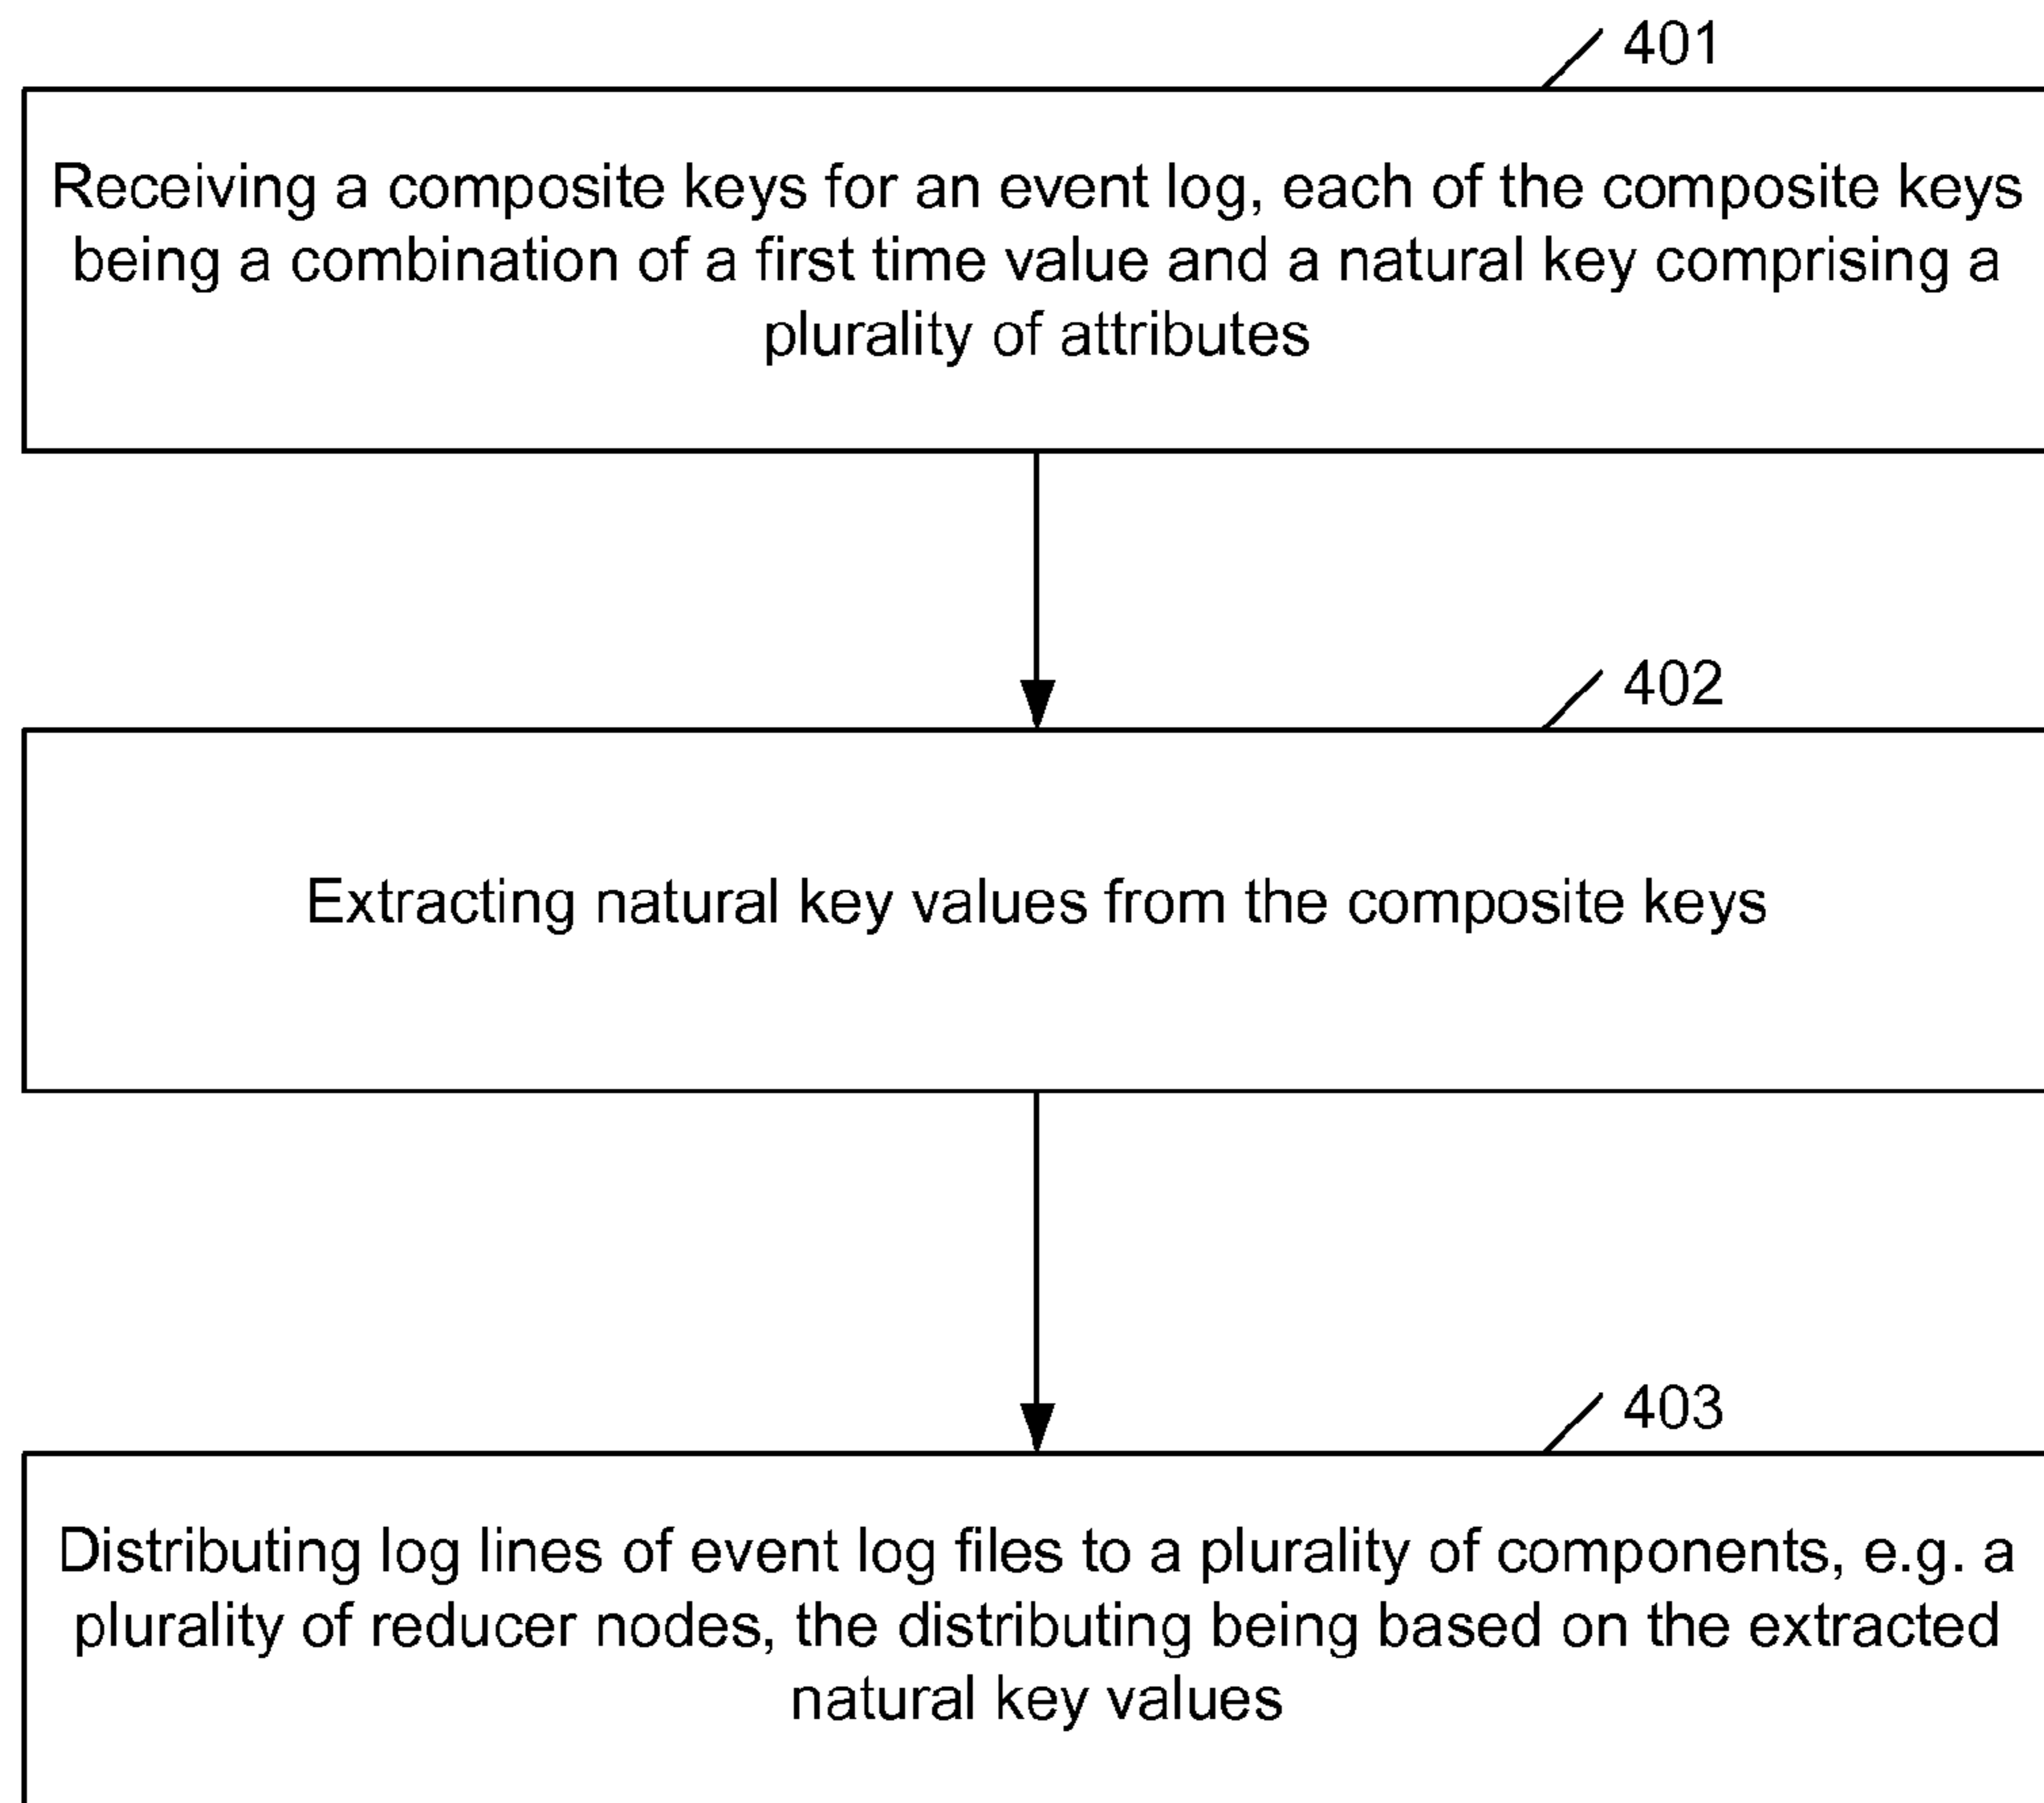 401
Receiving a composite keys for an event log, each of the composite keys
being a combination of a first time value and a natural key comprising a
plurality of attributes
402
Extracting natural key values from the composite keys
403
Distributing log lines of event log files to a plurality of components, e.g. a
plurality of reducer nodes, the distributing being based on the extracted
natural key values